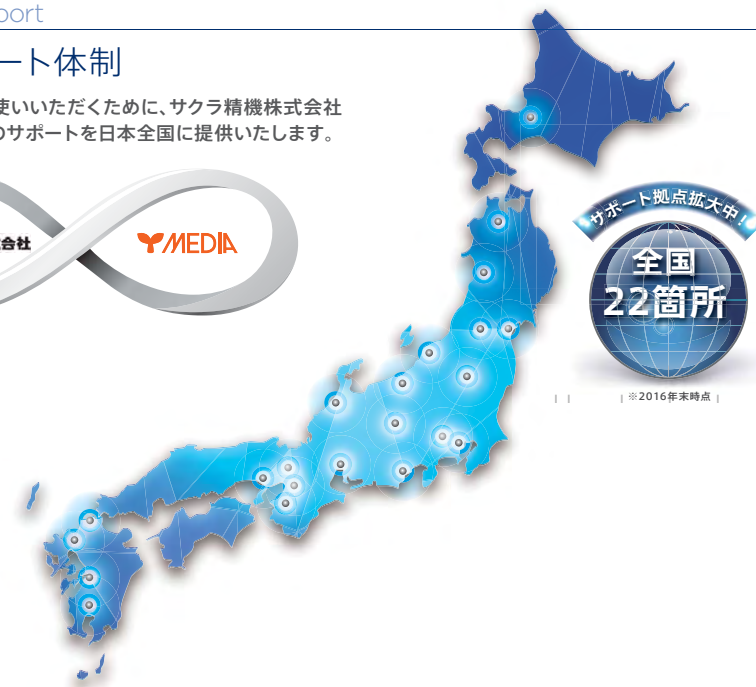 port
ート体制
使いいただくために、サクラ精機株式会社
のサポートを日本全国に提供いたします。
会社
MEDIA
サポート拠点拡大中！
全国
22箇所
※2016年末時点